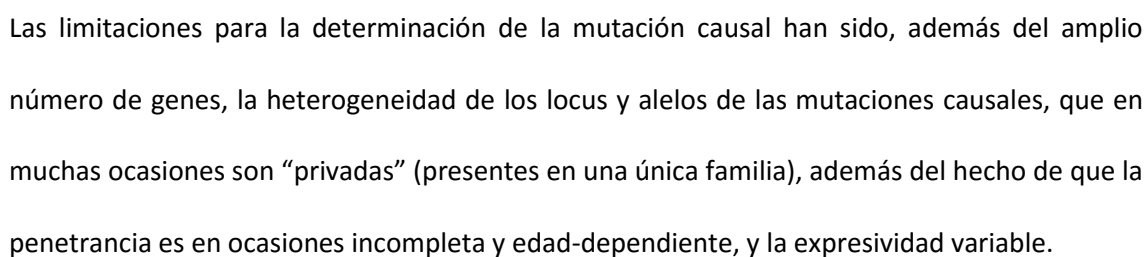 Las limitaciones para la determinación de la mutación causal han sido, además del amplio
número de genes, la heterogeneidad de los locus y alelos de las mutaciones causales, que en
muchas ocasiones son “privadas” (presentes en una única familia), además del hecho de que la
penetrancia es en ocasiones incompleta y edad-dependiente, y la expresividad variable.